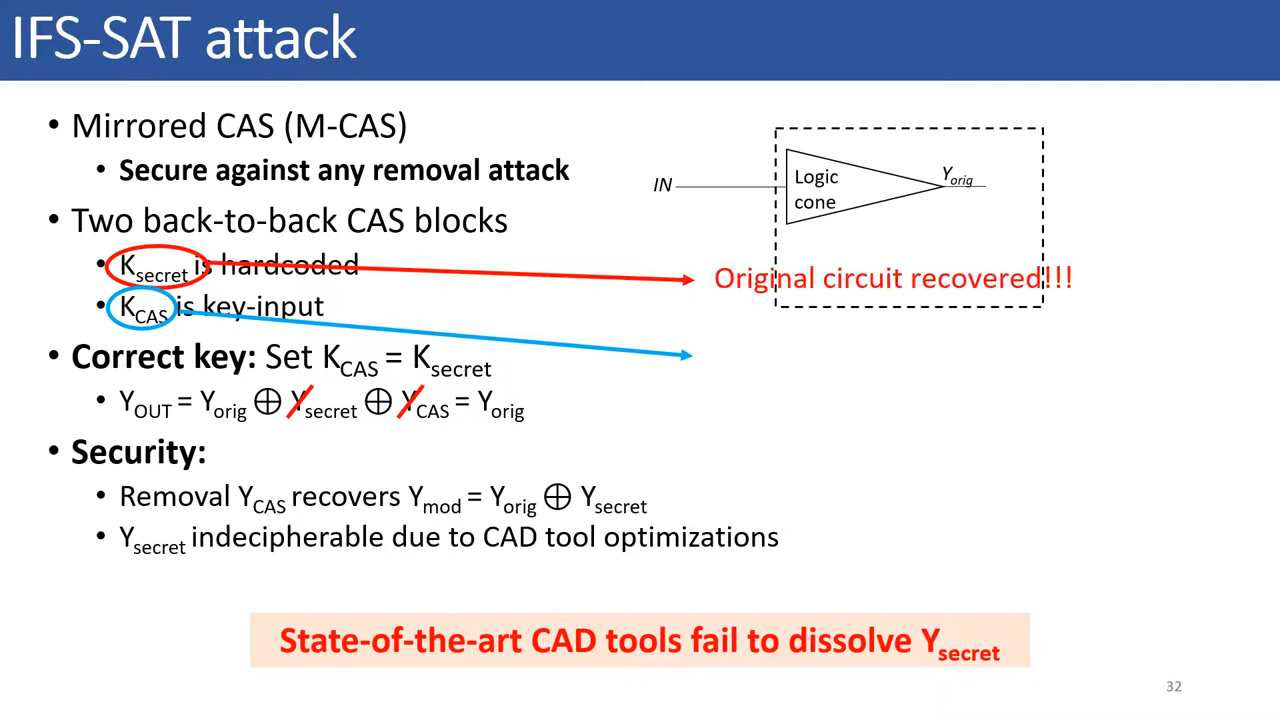 IFS-SAT attack
• Mirrored CAS (M-CAS)
• Secure against any removal attack
• Two back-to-back CAS blocks
• Ksecret is hardcoded
• KCAS is key-input
• Correct key: Set KCAS = Ksecret
• YOUT = Yorig ⊕ Ysecret ⊕ YCAS = Yorig
• Security:
• Removal YCAS recovers Ymod = Yorig ⊕ Ysecret
• Ysecret indecipherable due to CAD tool optimizations
IN
Logic
cone
Yorig
Original circuit recovered!!!
State-of-the-art CAD tools fail to dissolve Ysecret
32